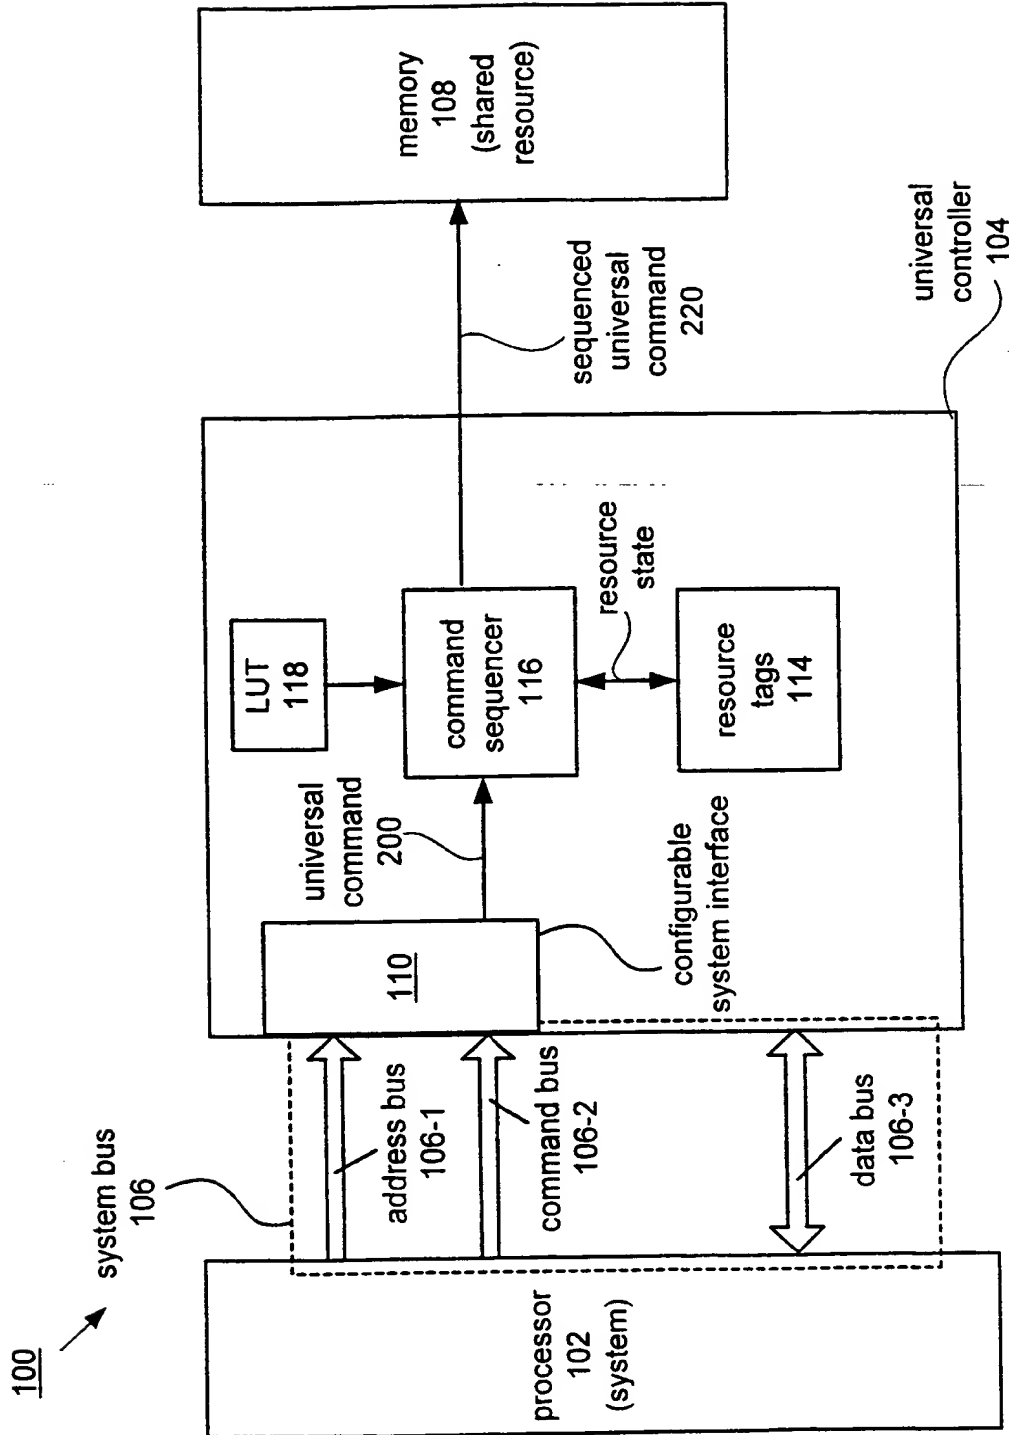 100
system bus
106
processor
102
(system)
address bus
106-1
command bus
106-2
data bus
106-3
110
configurable
system interface
universal
command
200
LUT
118
command
sequencer
116
resource
state
resource
tags
114
sequenced
universal
command
220
universal
controller
104
memory
108
(shared
resource)